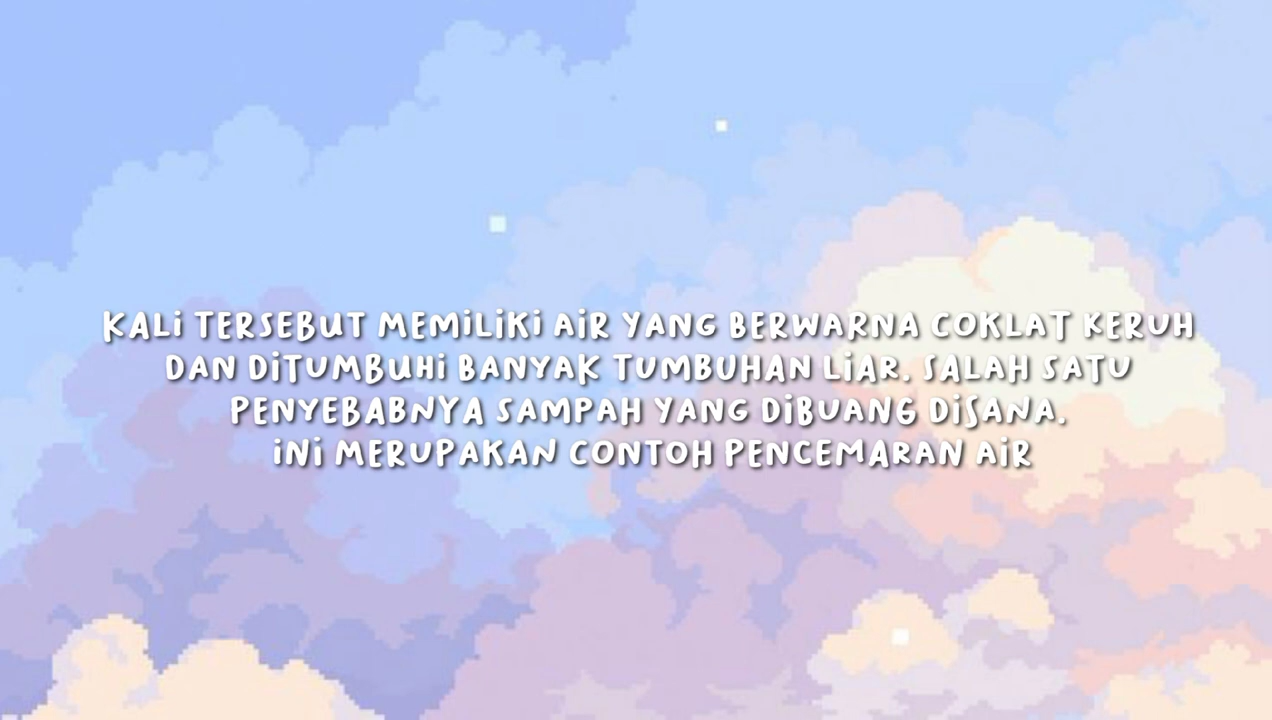 KALi TERSEBUT MEMiLiKi AiR YANG BERWARNA COKLAT KERUH
DAN DiTUMBUHi BANYAK TUMBUHAN LiAR. SALAH SATU
PENYEBABNYA SAMPAH YANG DiBUANG DiSANA.
iNi MERUPAKAN CONTOH PENCEMARAN AiR